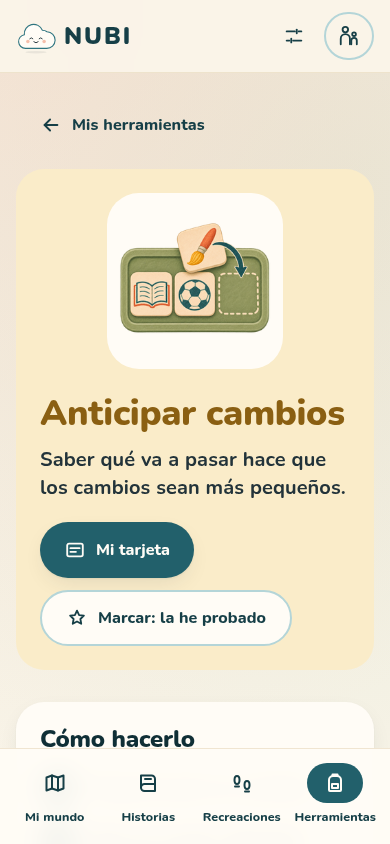 NUBI
Mis herramientas
Anticipar cambios
Saber qué va a pasar hace que
los cambios sean más pequeños.
Mi tarjeta
Marcar: la he probado
Cómo hacerlo
Mi mundo
Historias
Recreaciones
Herramientas